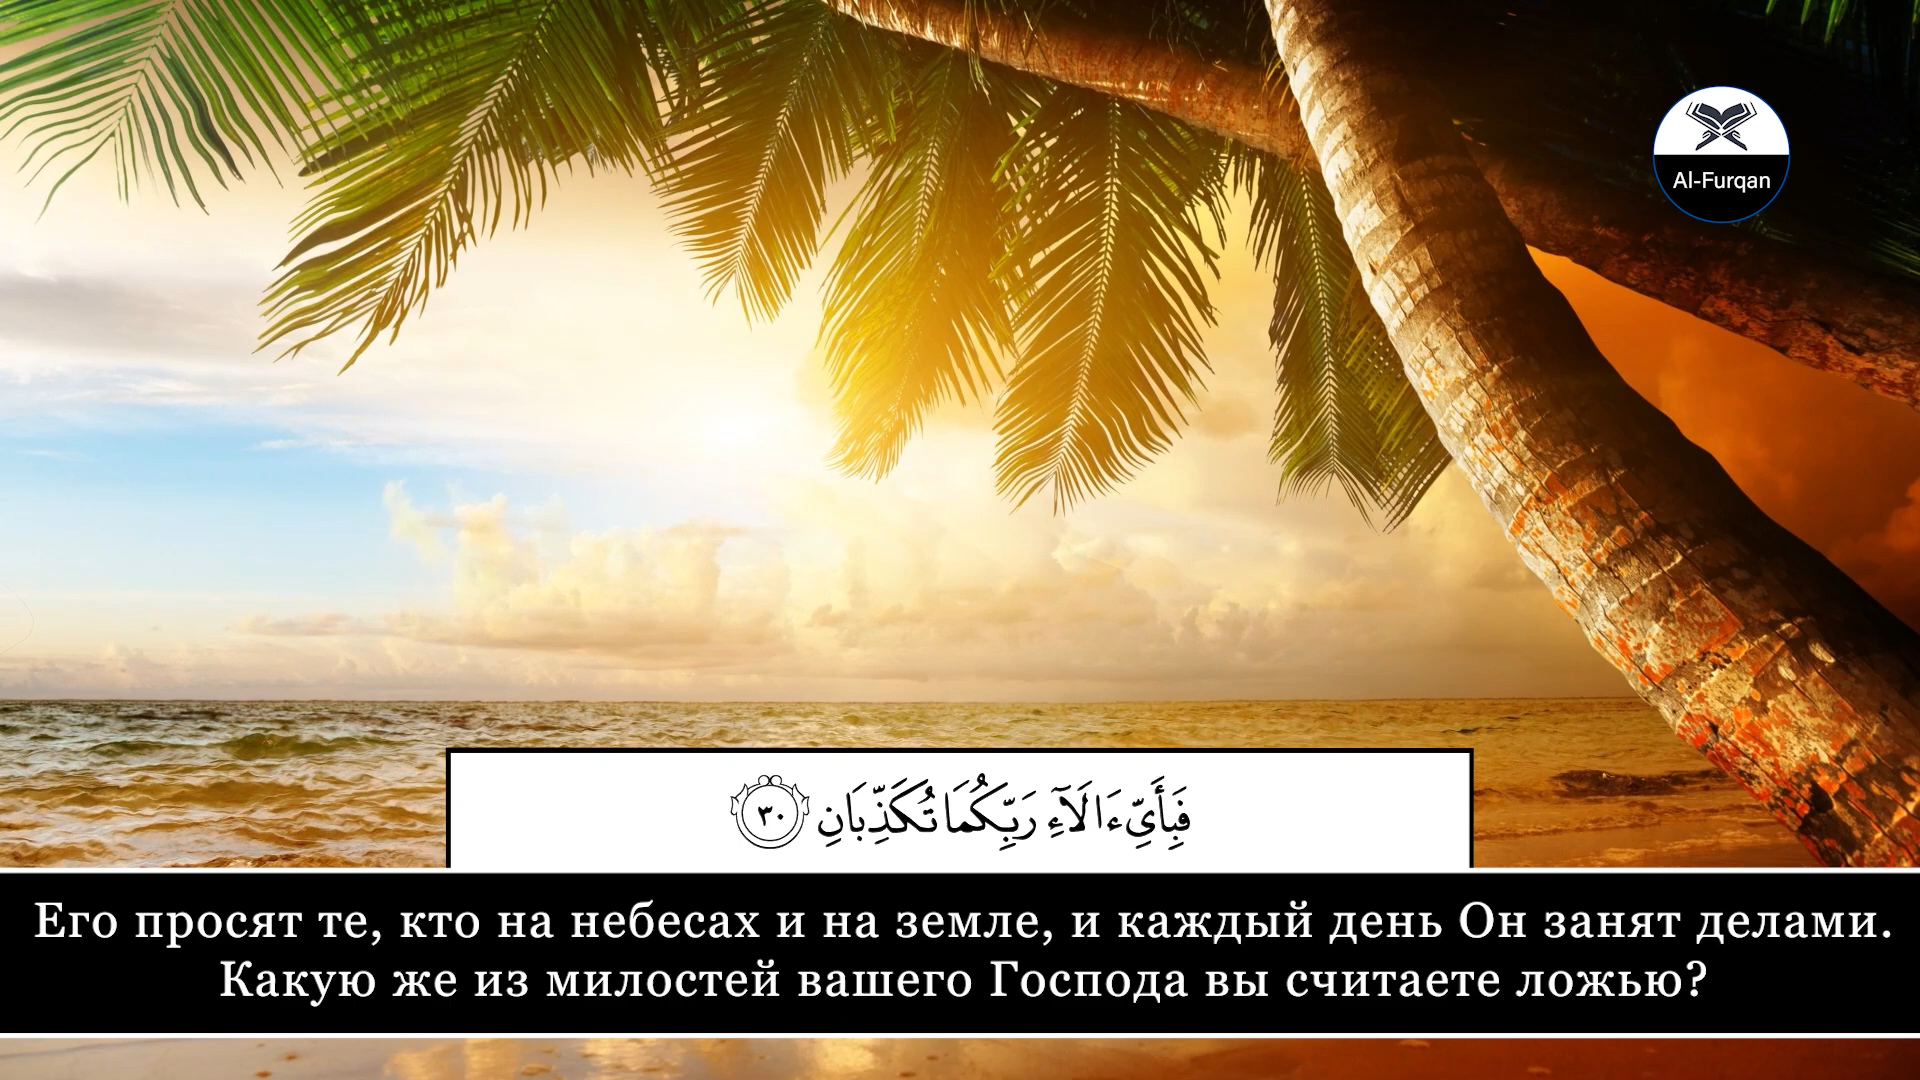 Al-Furqan
فَبِأَيِّ ءَالَآءِ رَبِّكُمَا تُكَذِّبَانِ ٣٠
Его просят те, кто на небесах и на земле, и каждый день Он занят делами.
Какую же из милостей вашего Господа вы считаете ложью?